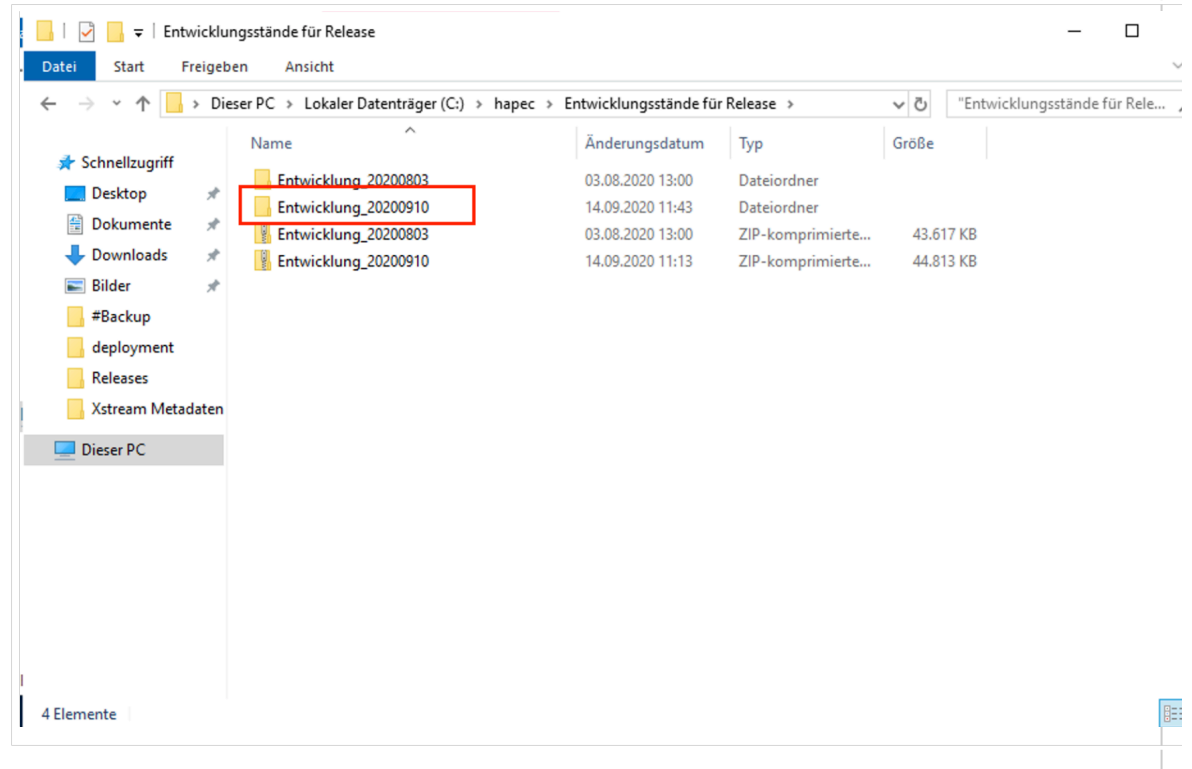 Entwicklungsstände für Release
Datei Start Freigeben Ansicht
Dieser PC Lokaler Datenträger (C:) hapec Entwicklungsstände für Release "Entwicklungsstände für Rele...
Name Änderungsdatum Typ Größe
Schnellzugriff
Desktop
Dokumente
Downloads
Bilder
#Backup
deployment
Releases
Xstream Metadaten
Dieser PC
Entwicklung_20200803 03.08.2020 13:00 Dateiordner
Entwicklung_20200910 14.09.2020 11:43 Dateiordner
Entwicklung_20200803 03.08.2020 13:00 ZIP-komprimierte... 43.617 KB
Entwicklung_20200910 14.09.2020 11:13 ZIP-komprimierte... 44.813 KB
4 Elemente